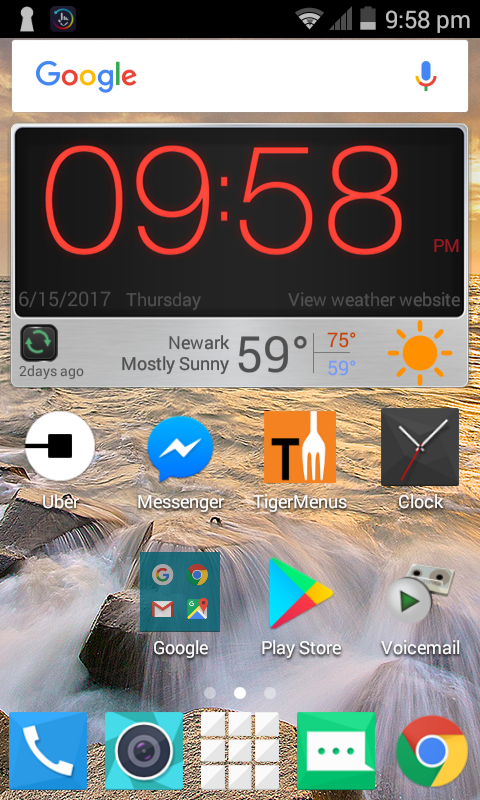 9:58 pm
Google
09:58 PM
6/15/2017 Thursday View weather website
Newark 75°
Mostly Sunny 59° 59°
2days ago
Uber Messenger TigerMenus Clock
Google Play Store Voicemail